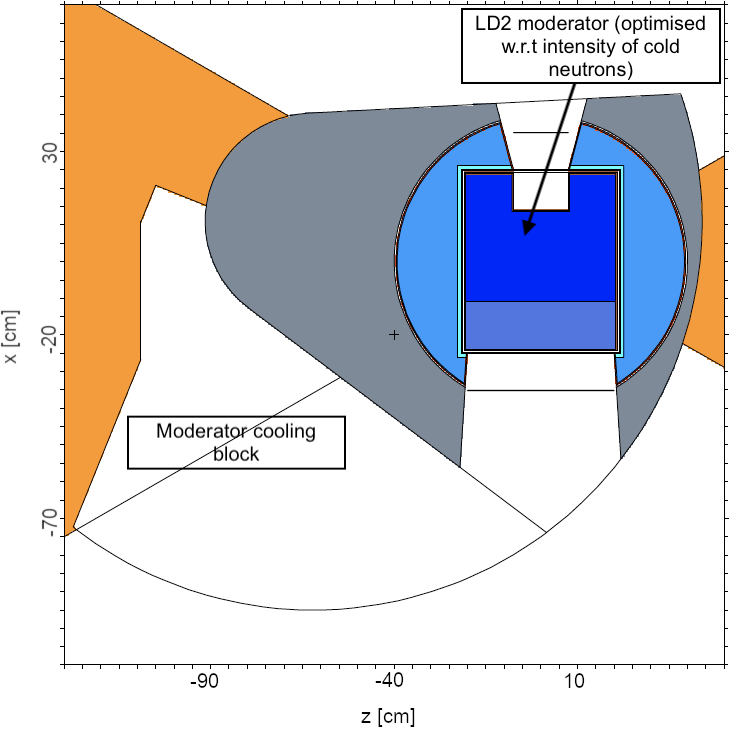 LD2 moderator (optimised
w.r.t intensity of cold
neutrons)
30
x [cm]
-20
Moderator cooling
block
-70
-90
-40
10
z [cm]